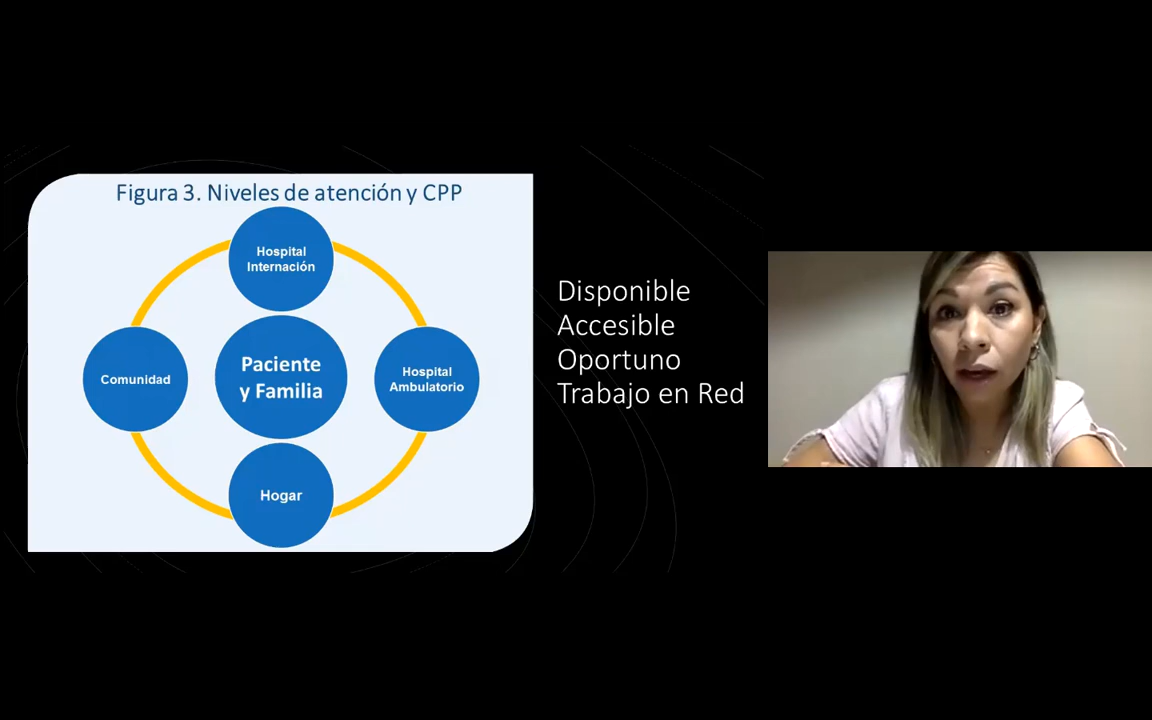 Figura 3. Niveles de atención y CPP
Hospital
Internación
Comunidad
Paciente
y Familia
Hospital
Ambulatorio
Hogar
Disponible
Accesible
Oportuno
Trabajo en Red